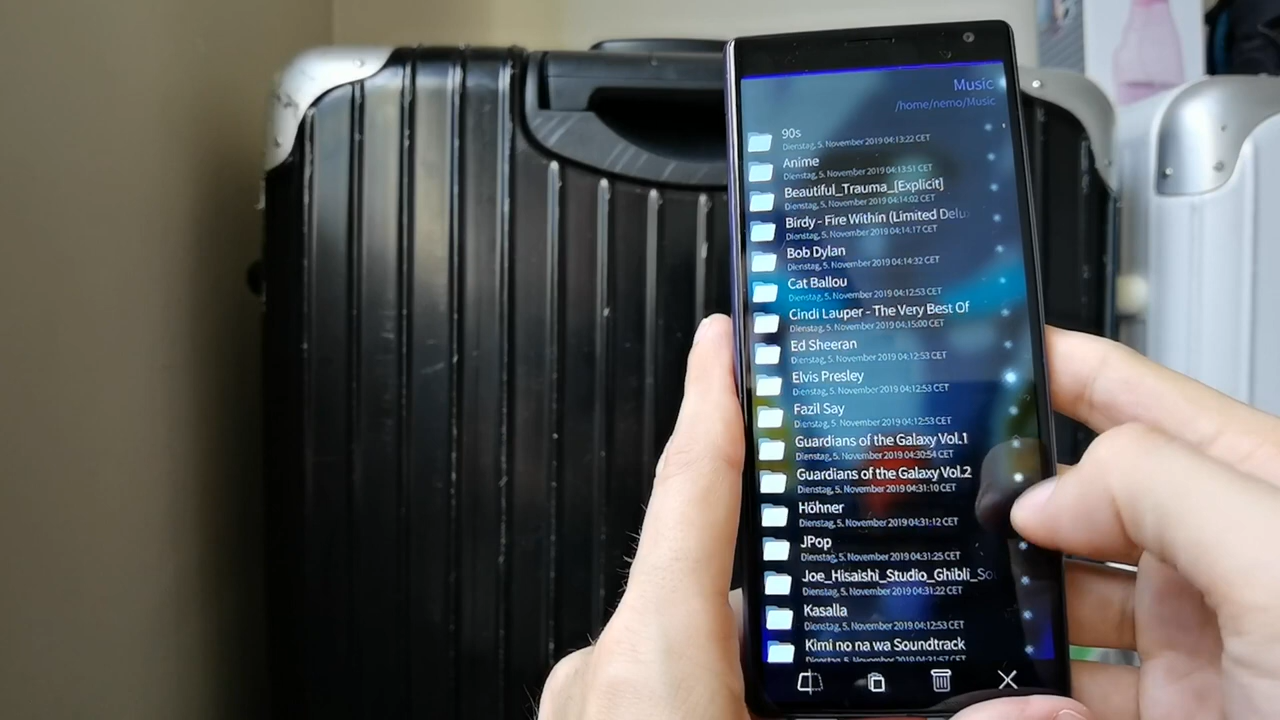 Music
/home/nemo/Music
90s
Dienstag, 5. November 2019 04:13:22 CET
Anime
Dienstag, 5. November 2019 04:13:51 CET
Beautiful_Trauma_[Explicit]
Dienstag, 5. November 2019 04:14:02 CET
Birdy - Fire Within (Limited Delu
Dienstag, 5. November 2019 04:14:17 CET
Bob Dylan
Dienstag, 5. November 2019 04:14:32 CET
Cat Ballou
Dienstag, 5. November 2019 04:12:53 CET
Cindi Lauper - The Very Best Of
Dienstag, 5. November 2019 04:15:00 CET
Ed Sheeran
Dienstag, 5. November 2019 04:12:53 CET
Elvis Presley
Dienstag, 5. November 2019 04:12:53 CET
Fazil Say
Dienstag, 5. November 2019 04:12:53 CET
Guardians of the Galaxy Vol.1
Dienstag, 5. November 2019 04:30:54 CET
Guardians of the Galaxy Vol.2
Dienstag, 5. November 2019 04:31:10 CET
Höhner
Dienstag, 5. November 2019 04:31:12 CET
JPop
Dienstag, 5. November 2019 04:31:25 CET
Joe_Hisaishi_Studio_Ghibli_So
Dienstag, 5. November 2019 04:31:22 CET
Kasalla
Dienstag, 5. November 2019 04:12:53 CET
Kimi no na wa Soundtrack
Dienstag, 5. November 2019 04:31:57 CET